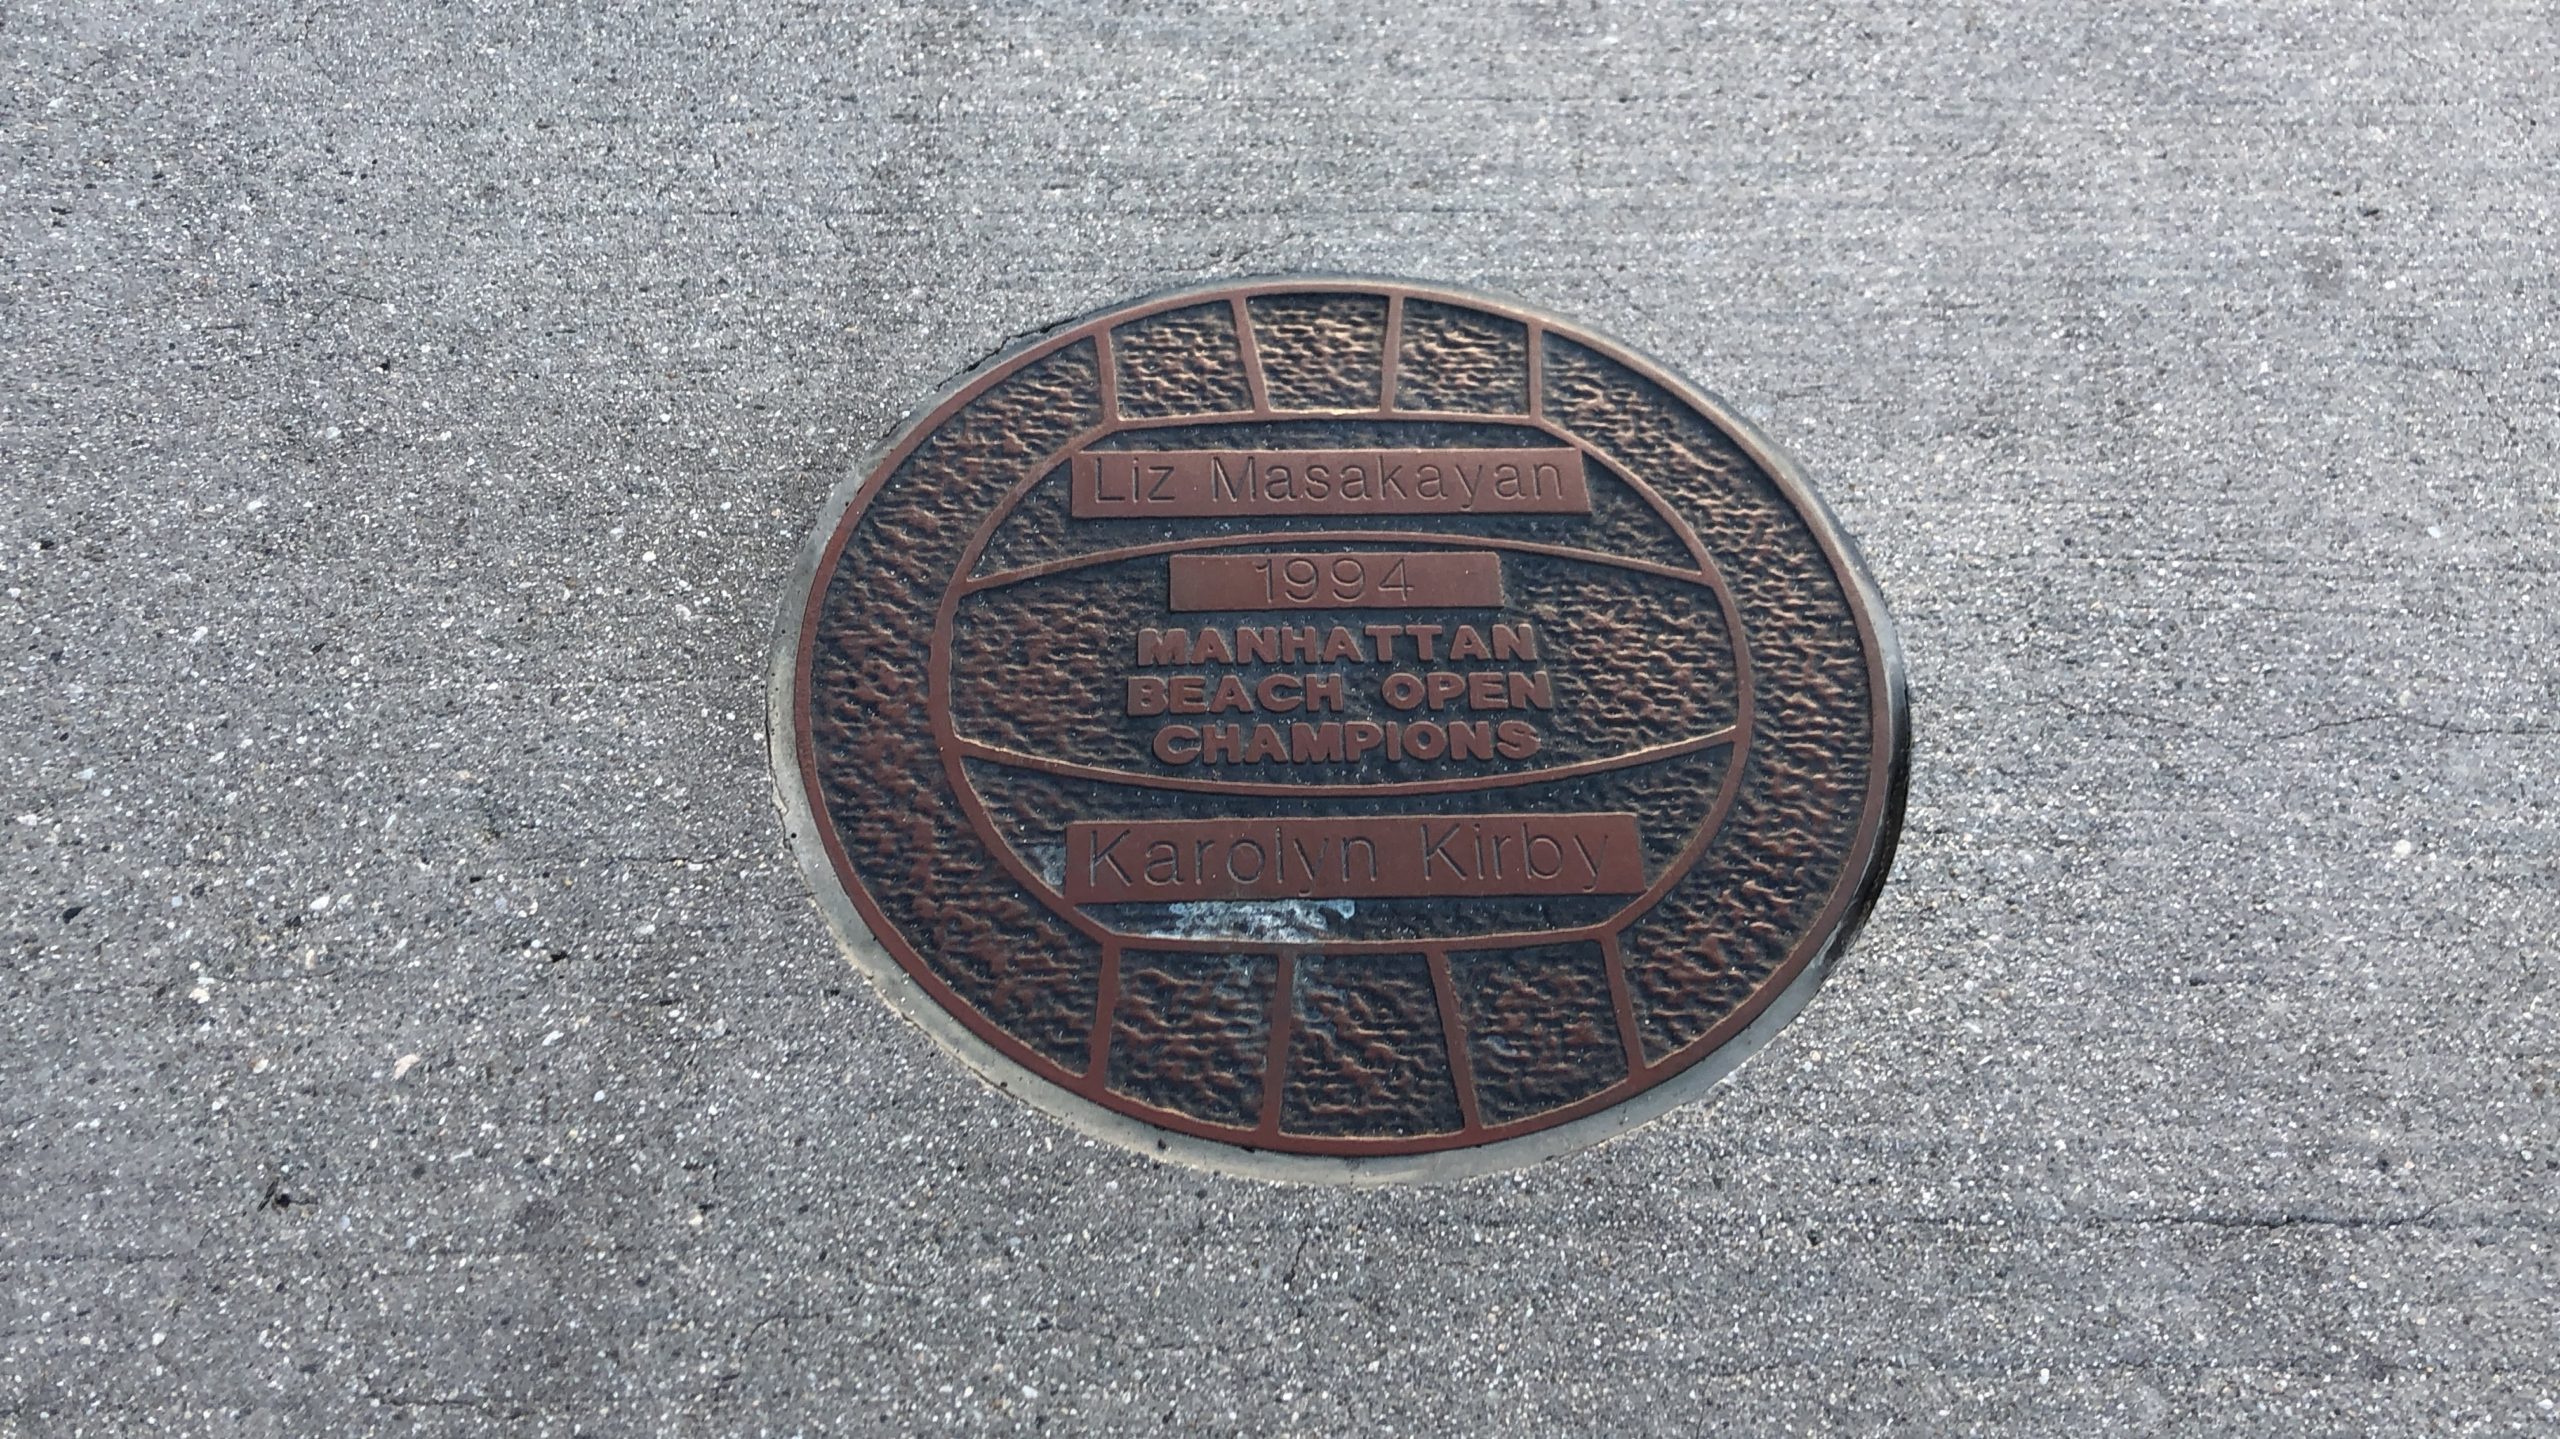 Liz Masakayan
1994
MANHATTAN
BEACH OPEN
CHAMPIONS
Karolyn Kirby